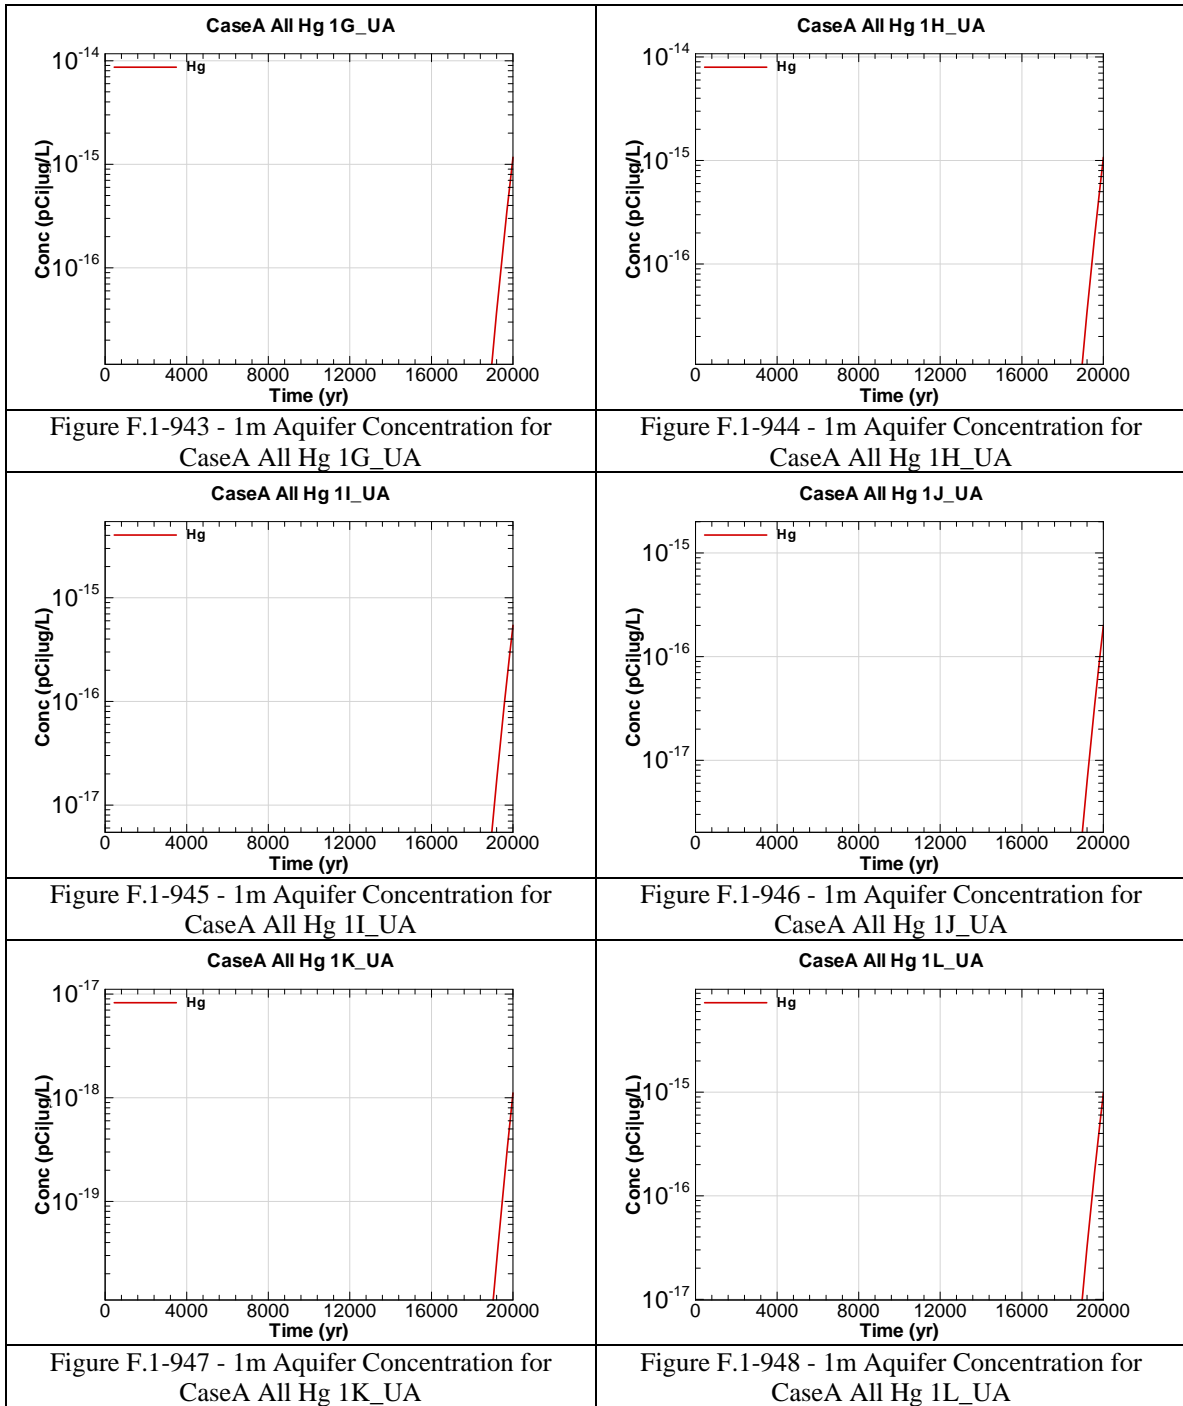 CaseA All Hg 1G_UA
Hg
10^-14
10^-15
10^-16
Conc (pCi|ug/L)
0 4000 8000 12000 16000 20000
Time (yr)
Figure F.1-943 - 1m Aquifer Concentration for
CaseA All Hg 1G_UA
CaseA All Hg 1H_UA
Hg
10^-14
10^-15
10^-16
Conc (pCi|ug/L)
0 4000 8000 12000 16000 20000
Time (yr)
Figure F.1-944 - 1m Aquifer Concentration for
CaseA All Hg 1H_UA
CaseA All Hg 1I_UA
Hg
10^-15
10^-16
10^-17
Conc (pCi|ug/L)
0 4000 8000 12000 16000 20000
Time (yr)
Figure F.1-945 - 1m Aquifer Concentration for
CaseA All Hg 1I_UA
CaseA All Hg 1J_UA
Hg
10^-15
10^-16
10^-17
Conc (pCi|ug/L)
0 4000 8000 12000 16000 20000
Time (yr)
Figure F.1-946 - 1m Aquifer Concentration for
CaseA All Hg 1J_UA
CaseA All Hg 1K_UA
Hg
10^-17
10^-18
10^-19
Conc (pCi|ug/L)
0 4000 8000 12000 16000 20000
Time (yr)
Figure F.1-947 - 1m Aquifer Concentration for
CaseA All Hg 1K_UA
CaseA All Hg 1L_UA
Hg
10^-15
10^-16
10^-17
Conc (pCi|ug/L)
0 4000 8000 12000 16000 20000
Time (yr)
Figure F.1-948 - 1m Aquifer Concentration for
CaseA All Hg 1L_UA